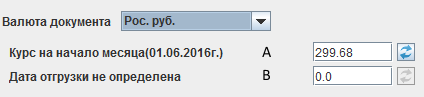 Валюта документа Рос. руб.
Курс на начало месяца(01.06.2016г.) A 299.68
Дата отгрузки не определена B 0.0